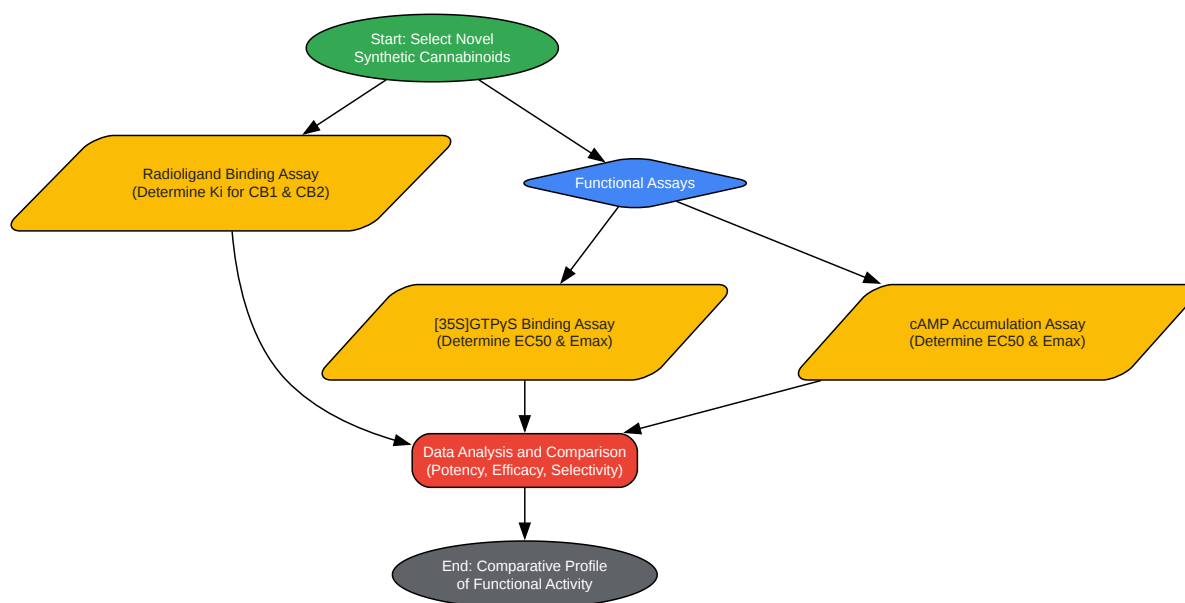 Start: Select Novel
Synthetic Cannabinoids
Radioligand Binding Assay
(Determine Ki for CB1 & CB2)
Functional Assays
[35S]GTPγS Binding Assay
(Determine EC50 & Emax)
cAMP Accumulation Assay
(Determine EC50 & Emax)
Data Analysis and Comparison
(Potency, Efficacy, Selectivity)
End: Comparative Profile
of Functional Activity